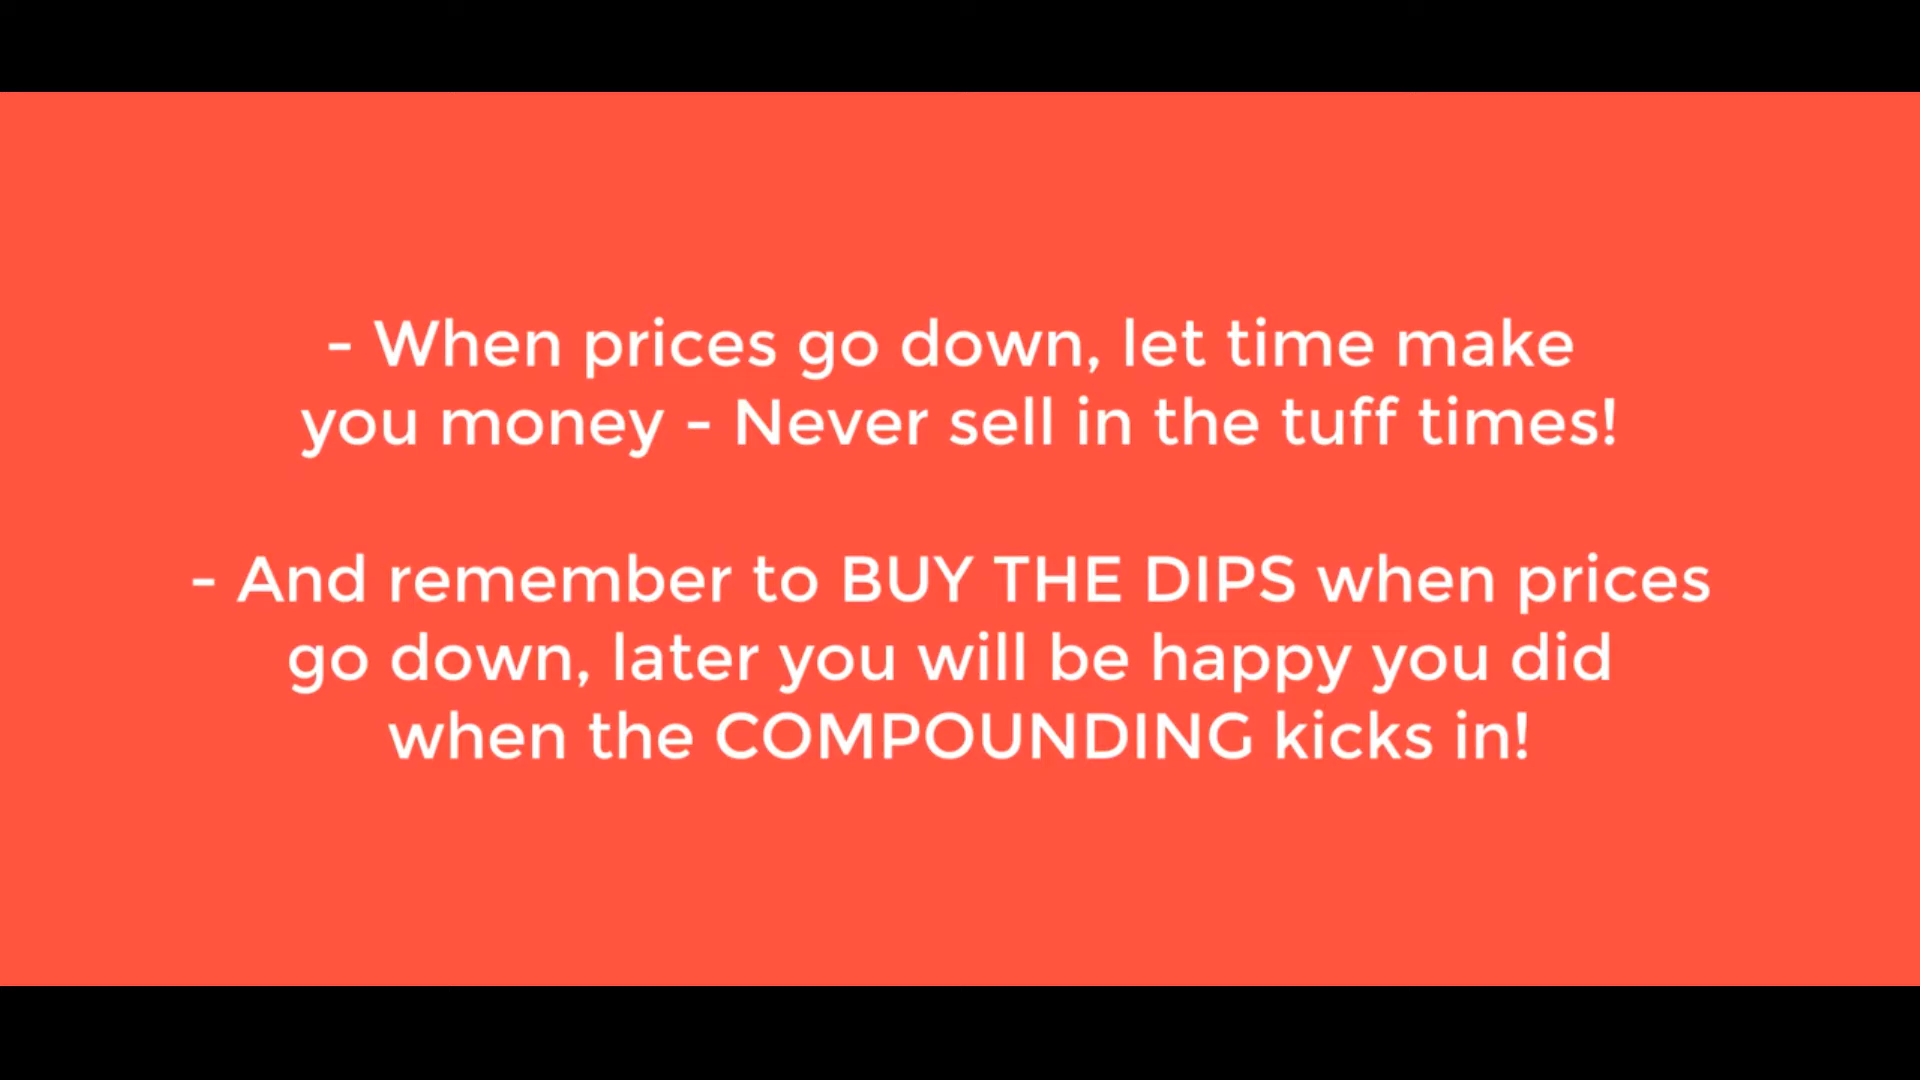 - When prices go down, let time make
you money - Never sell in the tuff times!
- And remember to BUY THE DIPS when prices
go down, later you will be happy you did
when the COMPOUNDING kicks in!